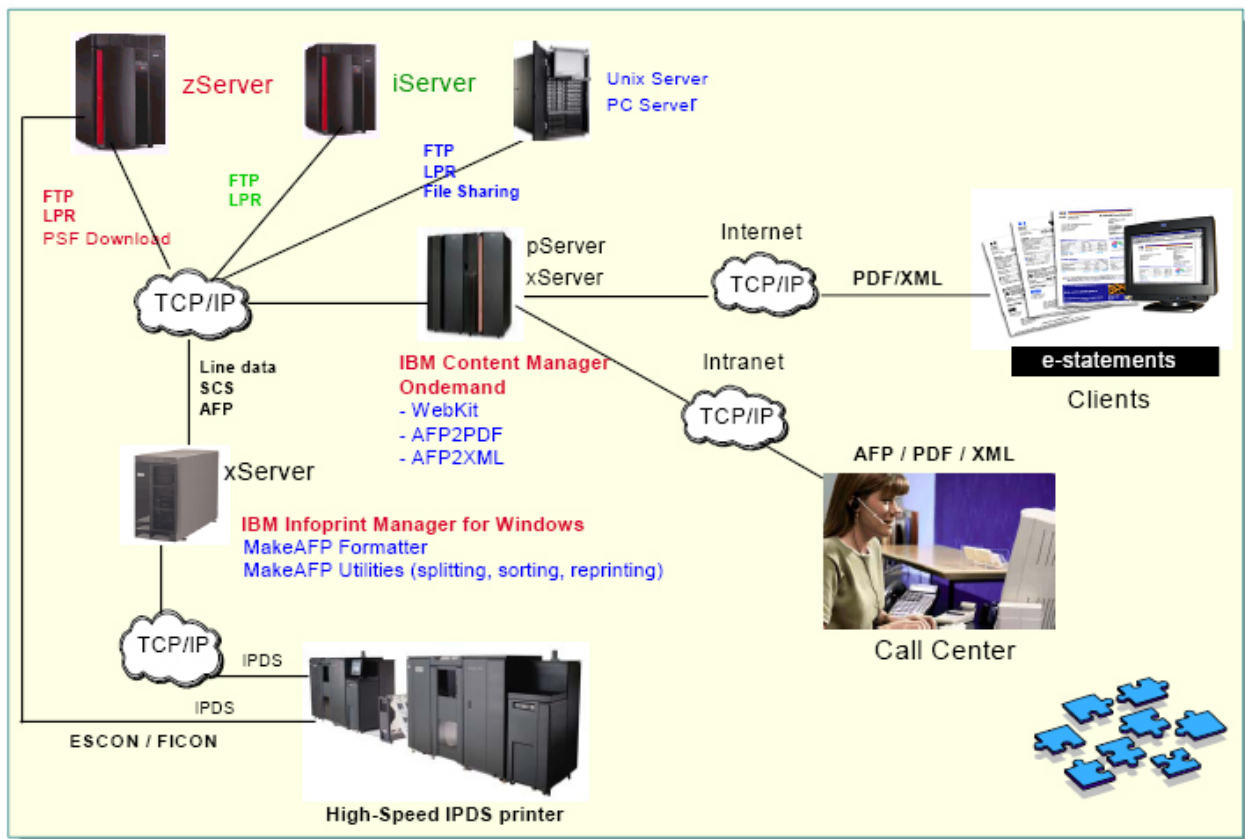 zServer
iServer
Unix Server
PC Server
FTP
LPR
PSF Download
FTP
LPR
FTP
LPR
File Sharing
TCP/IP
pServer
xServer
Internet
TCP/IP
PDF/XML
e-statements
Clients
IBM Content Manager
Ondemand
- WebKit
- AFP2PDF
- AFP2XML
Intranet
TCP/IP
AFP / PDF / XML
Call Center
Line data
SCS
AFP
xServer
IBM Infoprint Manager for Windows
MakeAFP Formatter
MakeAFP Utilities (splitting, sorting, reprinting)
TCP/IP
IPDS
IPDS
ESCON / FICON
High-Speed IPDS printer